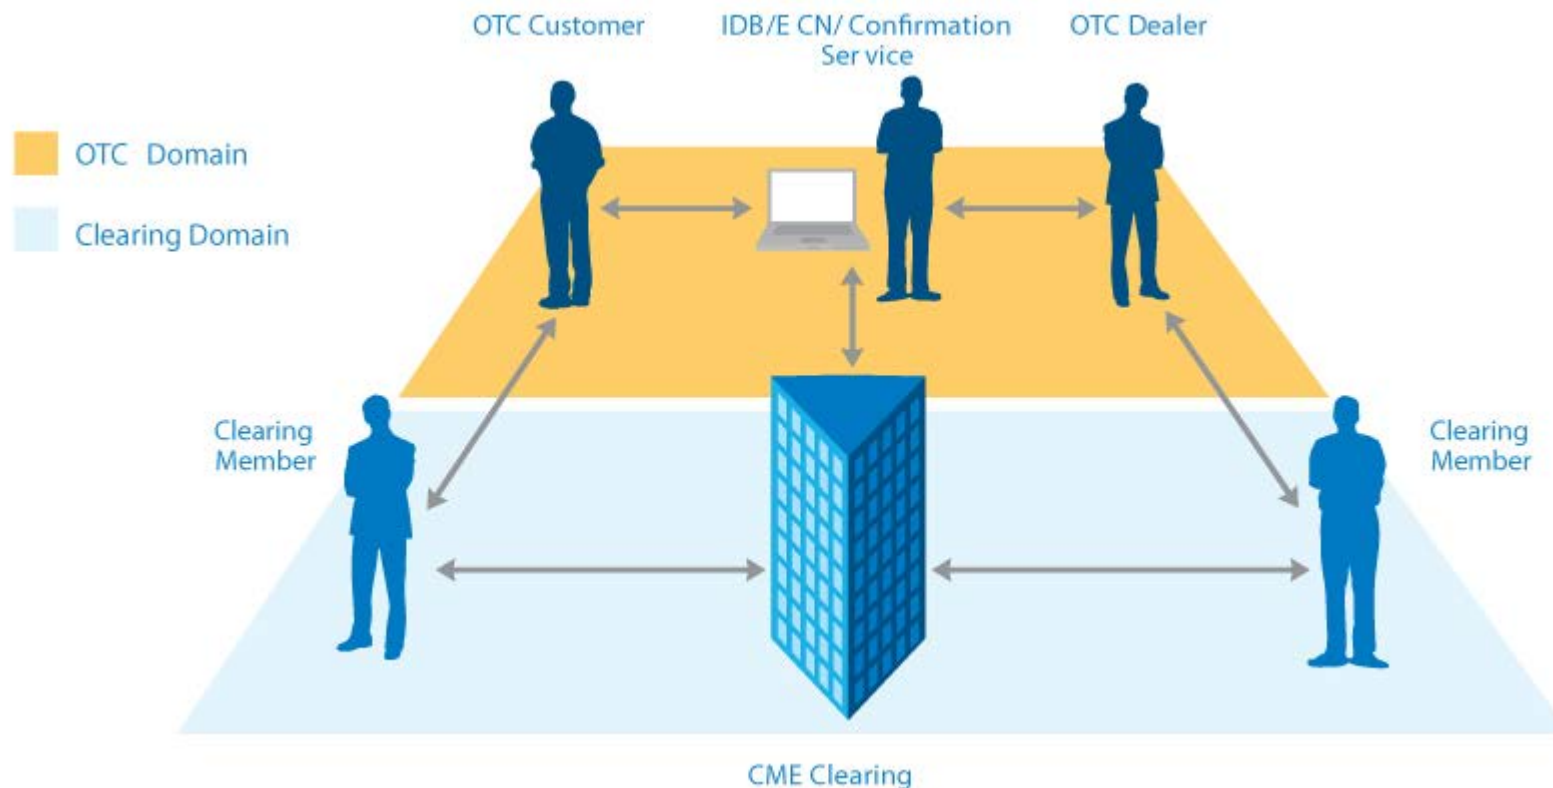 OTC Customer
IDB/E CN/ Confirmation
Ser vice
OTC Dealer
OTC Domain
Clearing Domain
Clearing
Member
Clearing
Member
CME Clearing